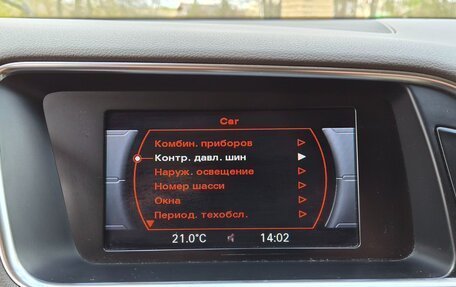 Car
Комбин. приборов
Контр. давл. шин
Наруж. освещение
Номер шасси
Окна
Период. техобсл.
21.0°C 14:02